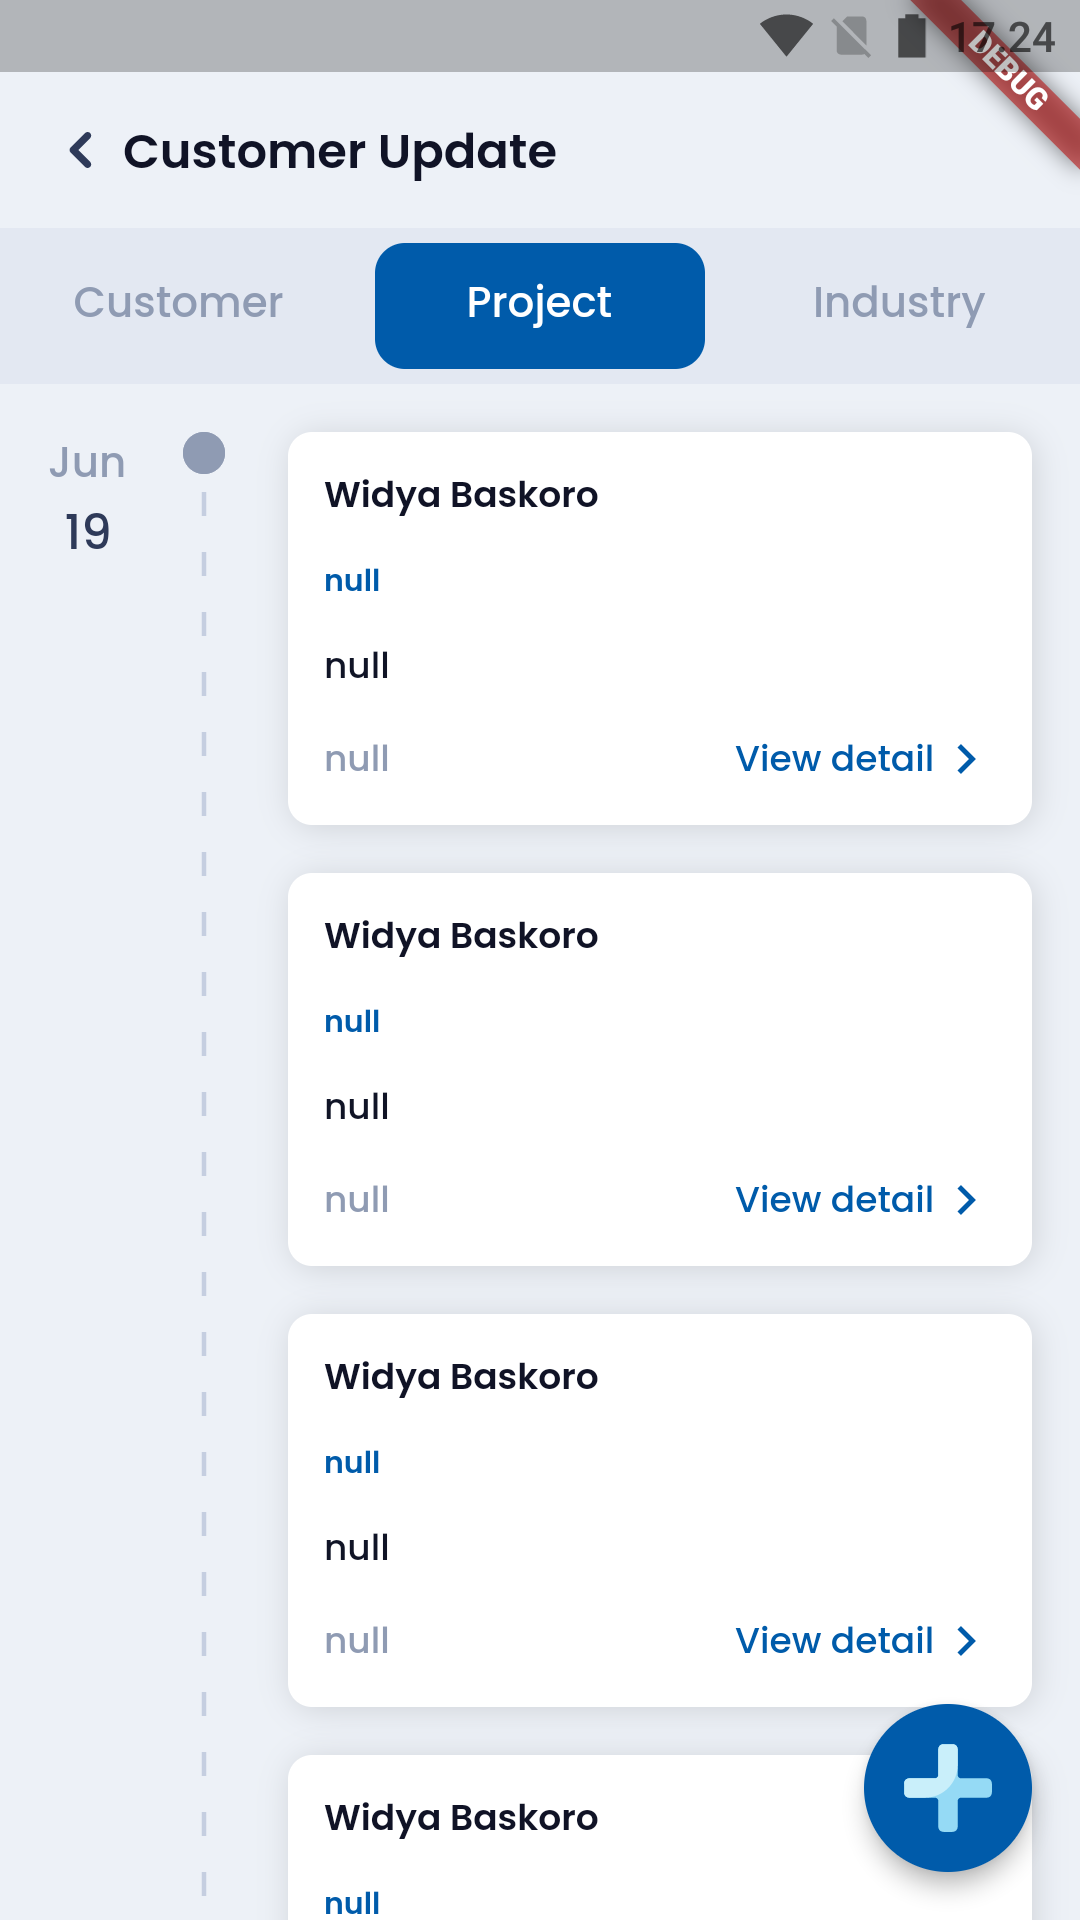 17.24
DEBUG
Customer Update
Customer Project Industry
Jun
19
Widya Baskoro
null
null
null View detail
Widya Baskoro
null
null
null View detail
Widya Baskoro
null
null
null View detail
Widya Baskoro
null